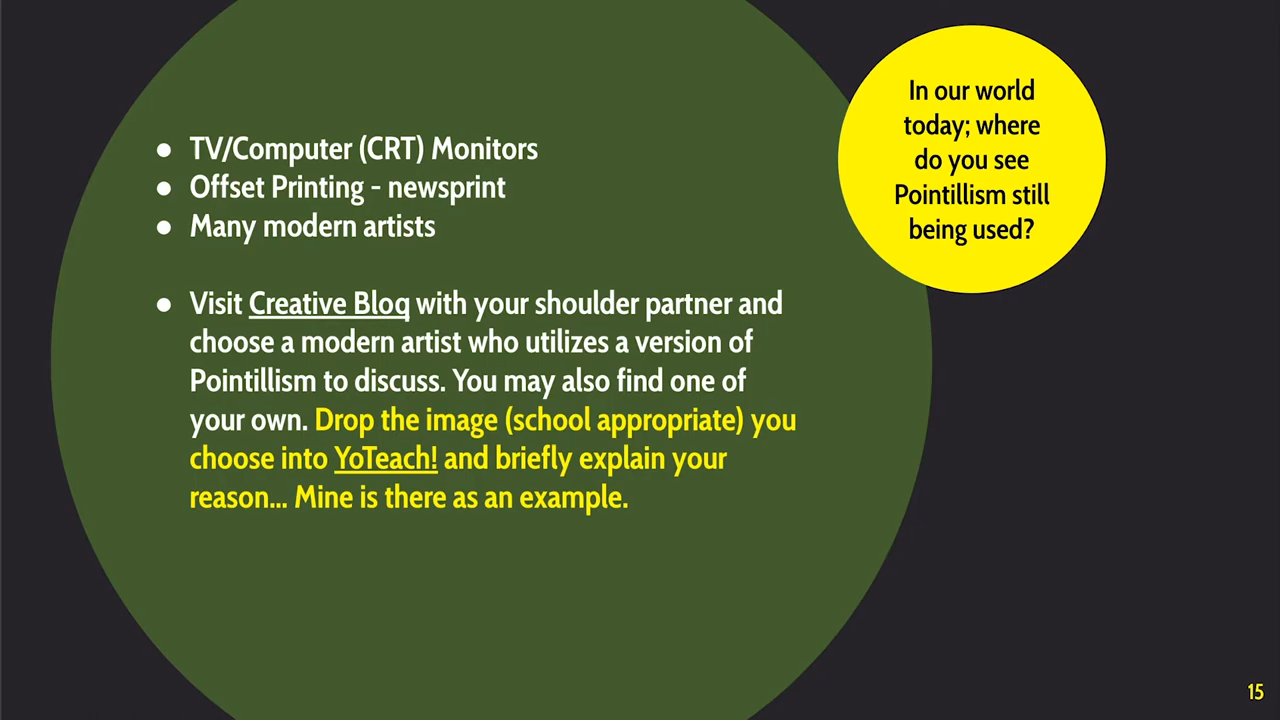 In our world
today; where
do you see
Pointillism still
being used?
● TV/Computer (CRT) Monitors
● Offset Printing - newsprint
● Many modern artists
● Visit Creative Bloq with your shoulder partner and
choose a modern artist who utilizes a version of
Pointillism to discuss. You may also find one of
your own. Drop the image (school appropriate) you
choose into YoTeach! and briefly explain your
reason... Mine is there as an example.
15